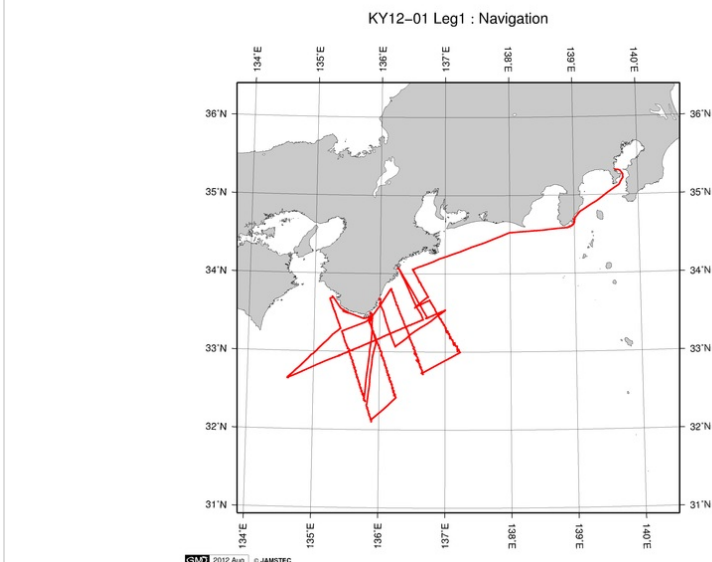 KY12−01 Leg1 : Navigation
134°E 135°E 136°E 137°E 138°E 139°E 140°E
36°N 36°N
35°N 35°N
34°N 34°N
33°N 33°N
32°N 32°N
31°N 31°N
134°E 135°E 136°E 137°E 138°E 139°E 140°E
GMD 2012 Aug © JAMSTEC